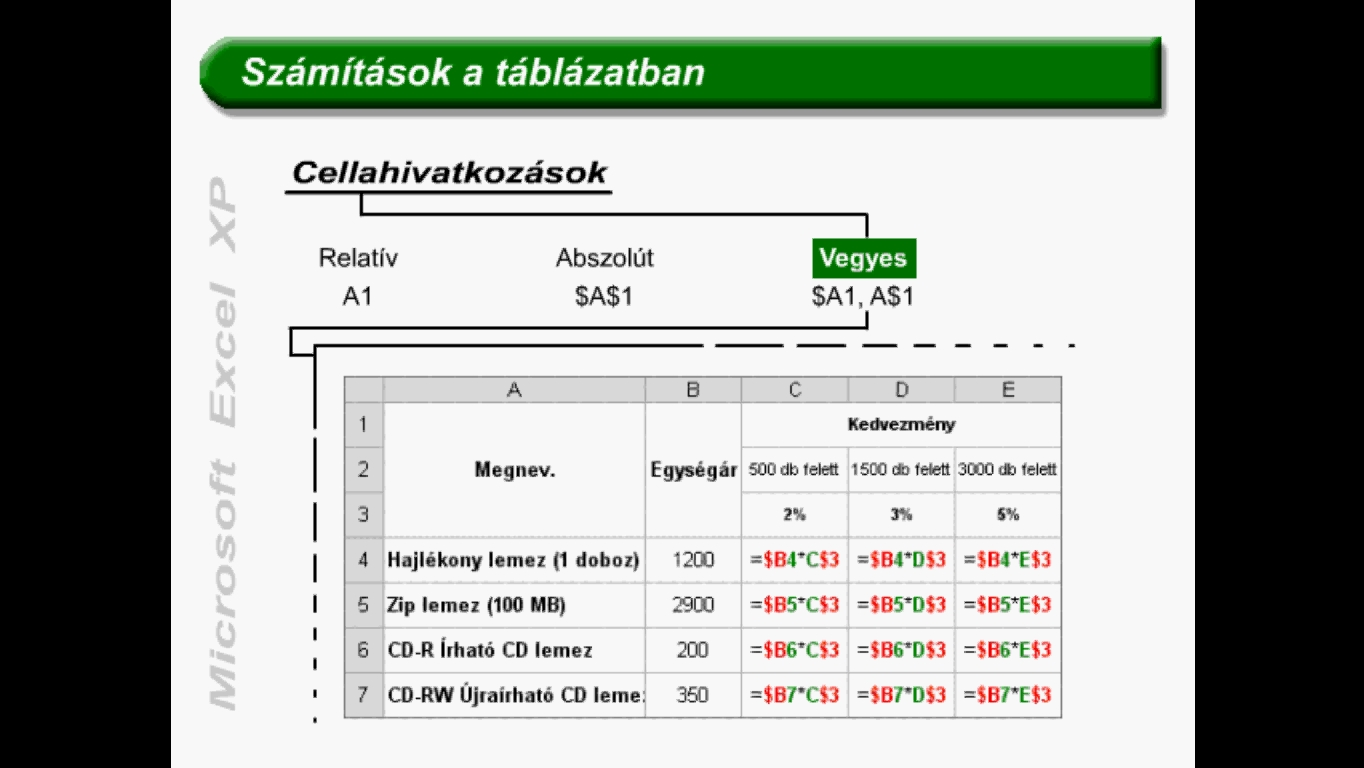 Számítások a táblázatban
Microsoft Excel XP
Cellahivatkozások
Relatív Abszolút Vegyes
A1 $A$1 $A1, A$1
A B C D E
1 Kedvezmény
2 Megnev. Egységár 500 db felett 1500 db felett 3000 db felett
3 2% 3% 5%
4 Hajlékony lemez (1 doboz) 1200 =$B4*C$3 =$B4*D$3 =$B4*E$3
5 Zip lemez (100 MB) 2900 =$B5*C$3 =$B5*D$3 =$B5*E$3
6 CD-R Írható CD lemez 200 =$B6*C$3 =$B6*D$3 =$B6*E$3
7 CD-RW Újraírható CD leme 350 =$B7*C$3 =$B7*D$3 =$B7*E$3